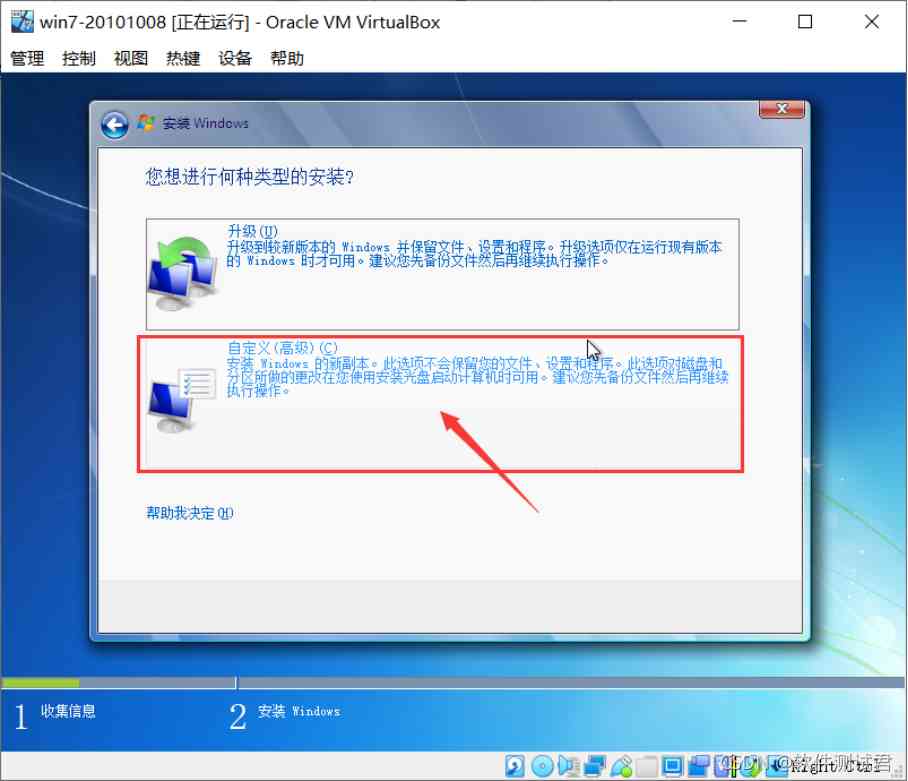 win7-20101008 [正在运行] - Oracle VM VirtualBox
管理 控制 视图 热键 设备 帮助
安装 Windows
您想进行何种类型的安装?
升级(U)
升级到较新版本的 Windows 并保留文件、设置和程序。升级选项仅在运行现有版本
的 Windows 时才可用。建议您先备份文件然后再继续执行操作。
自定义(高级)(C)
安装 Windows 的新副本。此选项不会保留您的文件、设置和程序。此选项对磁盘和
分区所做的更改在您使用安装光盘启动计算机时可用。建议您先备份文件然后再继续
执行操作。
帮助我决定(H)
1 收集信息
2 安装 Windows
CSDN @软件测试君
Right Ctrl